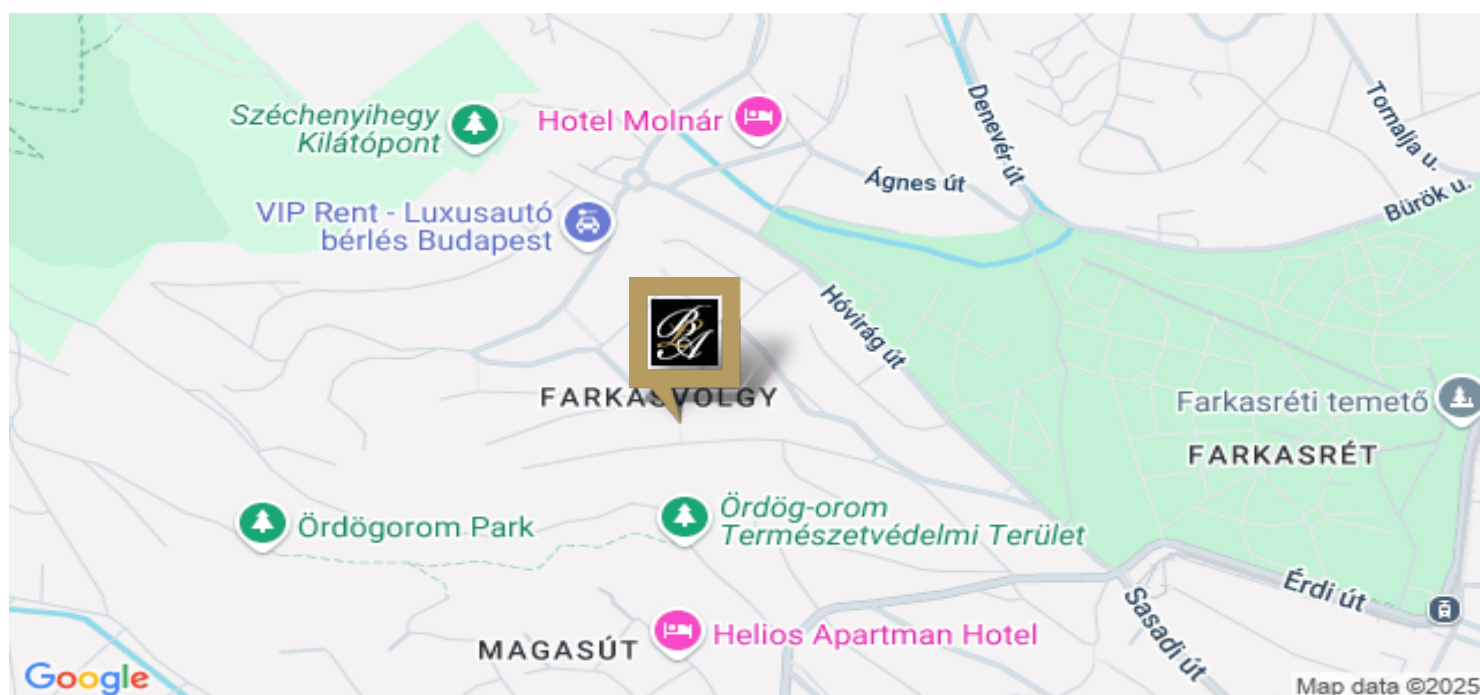 Széchenyihegy
Kilátópont
Hotel Molnár
Denevér út
Tornalja u.
Ágnes út
Bürök u.
VIP Rent - Luxusautó
bérlés Budapest
Hóvirág út
BLA
FARKASVÖLGY
Farkasréti temető
FARKASRÉT
Ördögorom Park
Ördög-orom
Természetvédelmi Terület
Érdi út
Sasadi út
Helios Apartman Hotel
MAGASÚT
Google
Map data ©2025